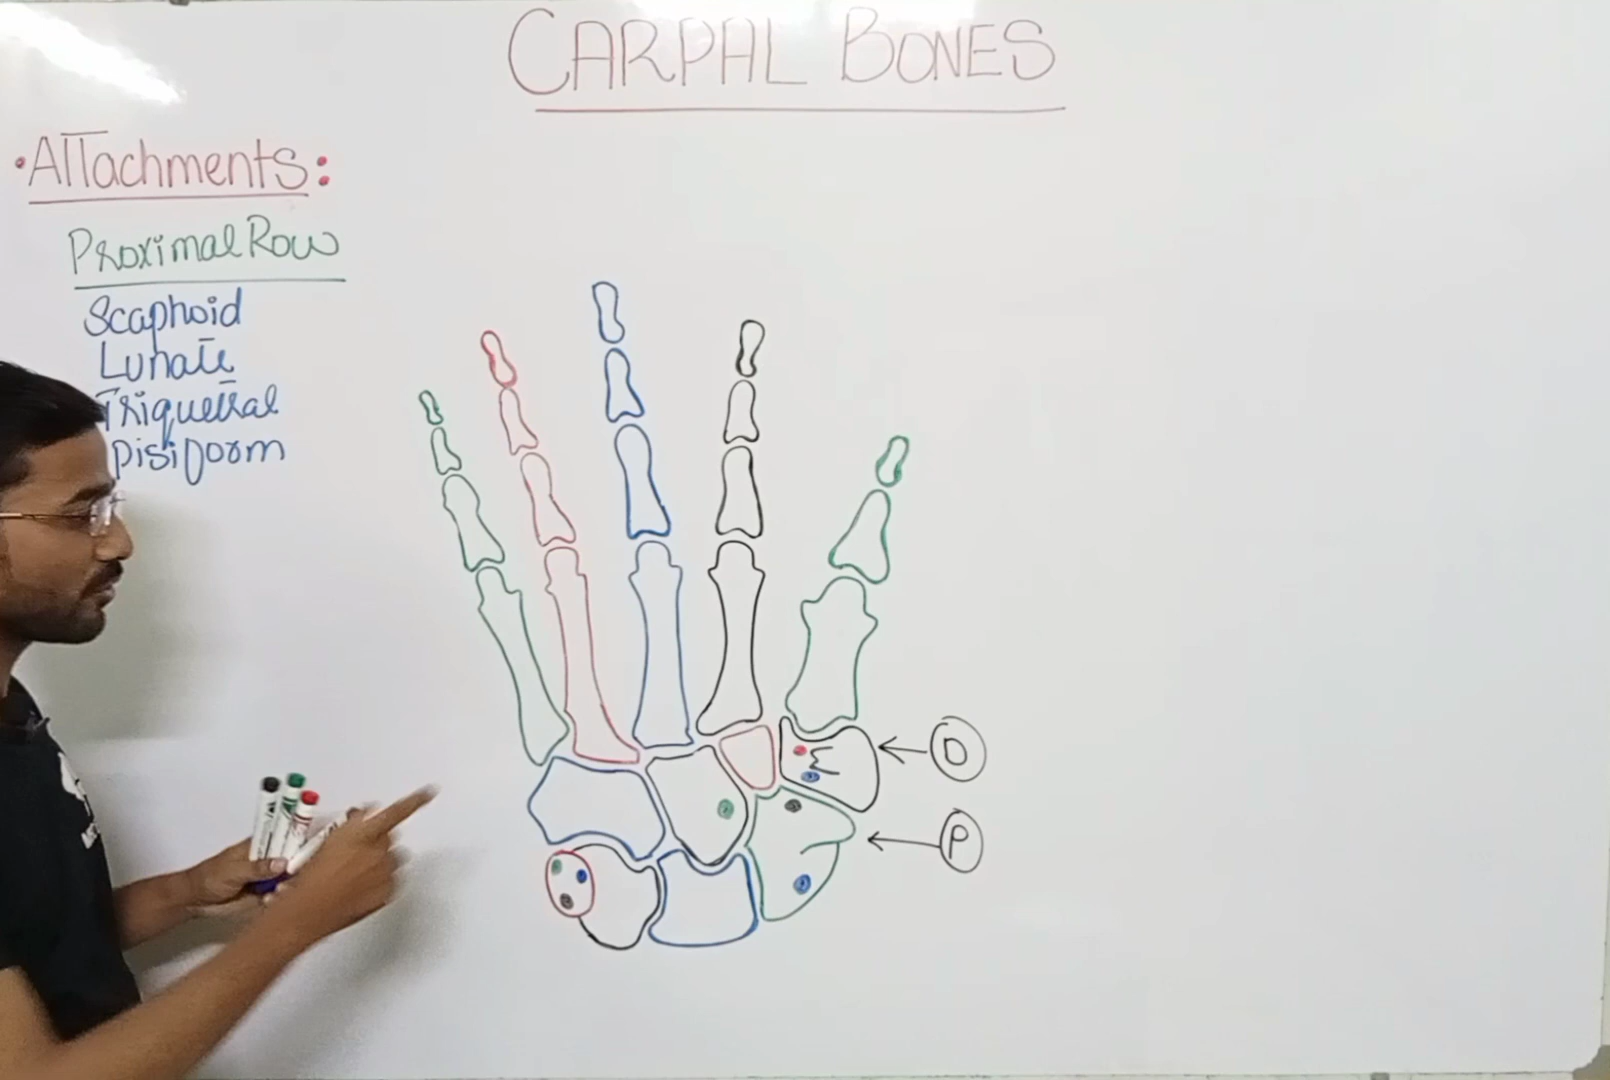 CARPAL BONES
•Attachments:
Proximal Row
Scaphoid
Lunate
Triquetral
Pisiform
D
P